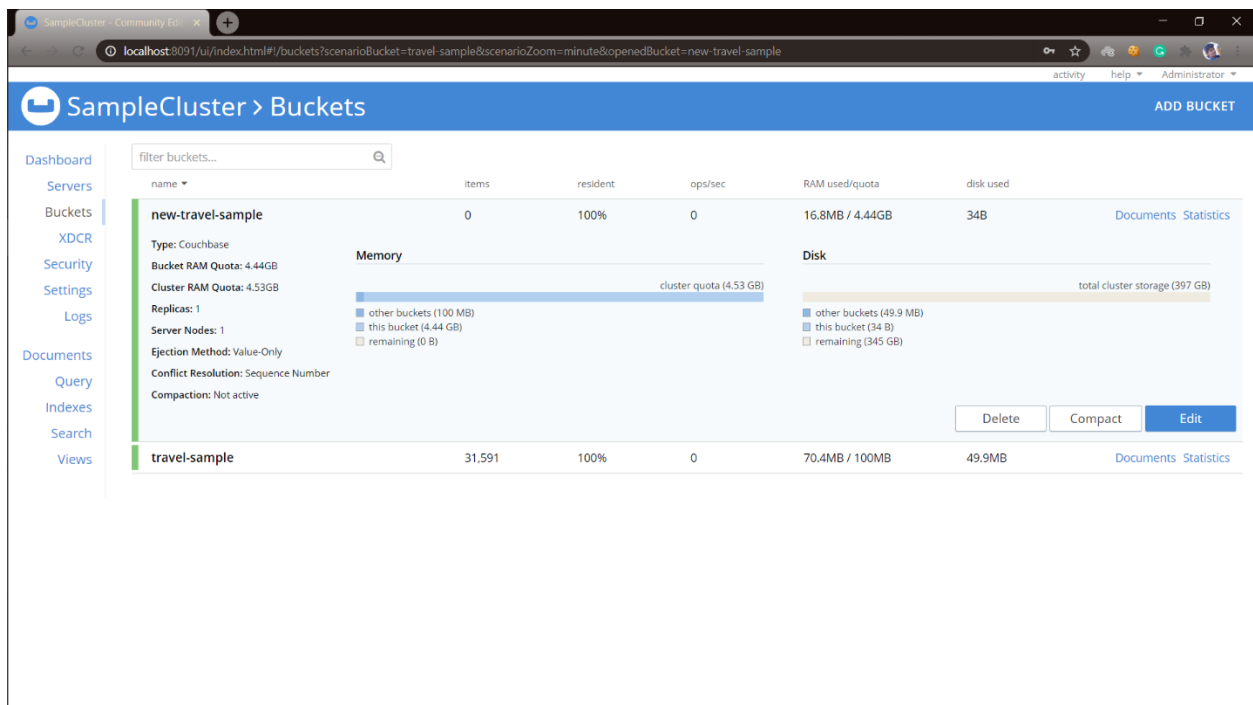 SampleCluster - Community Edi
localhost:8091/ui/index.html#!/buckets?scenarioBucket=travel-sample&scenarioZoom=minute&openedBucket=new-travel-sample
activity help Administrator
SampleCluster > Buckets
ADD BUCKET
Dashboard
Servers
Buckets
XDCR
Security
Settings
Logs
Documents
Query
Indexes
Search
Views
filter buckets...
name items resident ops/sec RAM used/quota disk used
new-travel-sample 0 100% 0 16.8MB / 4.44GB 34B Documents Statistics
Type: Couchbase
Bucket RAM Quota: 4.44GB
Cluster RAM Quota: 4.53GB
Replicas: 1
Server Nodes: 1
Ejection Method: Value-Only
Conflict Resolution: Sequence Number
Compaction: Not active
Memory
cluster quota (4.53 GB)
other buckets (100 MB)
this bucket (4.44 GB)
remaining (0 B)
Disk
total cluster storage (397 GB)
other buckets (49.9 MB)
this bucket (34 B)
remaining (345 GB)
Delete Compact Edit
travel-sample 31,591 100% 0 70.4MB / 100MB 49.9MB Documents Statistics